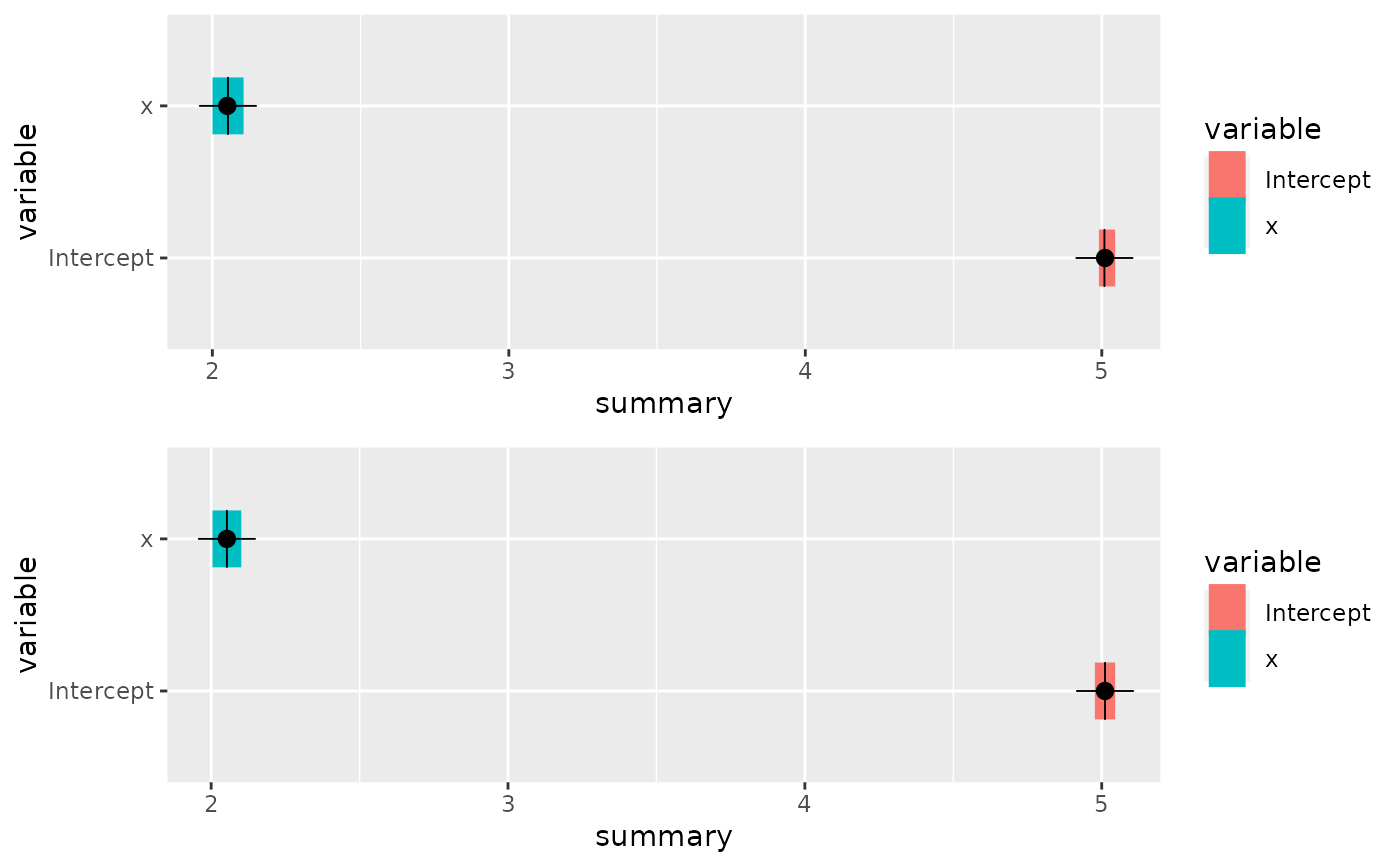 variable
x
Intercept
2 3 4 5
summary
variable
Intercept
x
variable
x
Intercept
2 3 4 5
summary
variable
Intercept
x